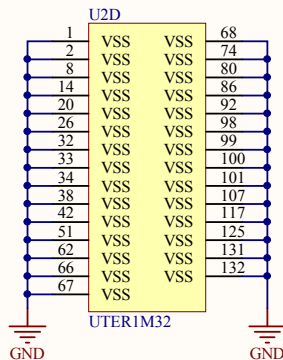 U2D
1 VSS VSS 68
2 VSS VSS 74
8 VSS VSS 80
14 VSS VSS 86
20 VSS VSS 92
26 VSS VSS 98
32 VSS VSS 99
33 VSS VSS 100
34 VSS VSS 101
38 VSS VSS 107
42 VSS VSS 117
51 VSS VSS 125
62 VSS VSS 131
66 VSS VSS 132
67 VSS
UTER1M32
GND GND